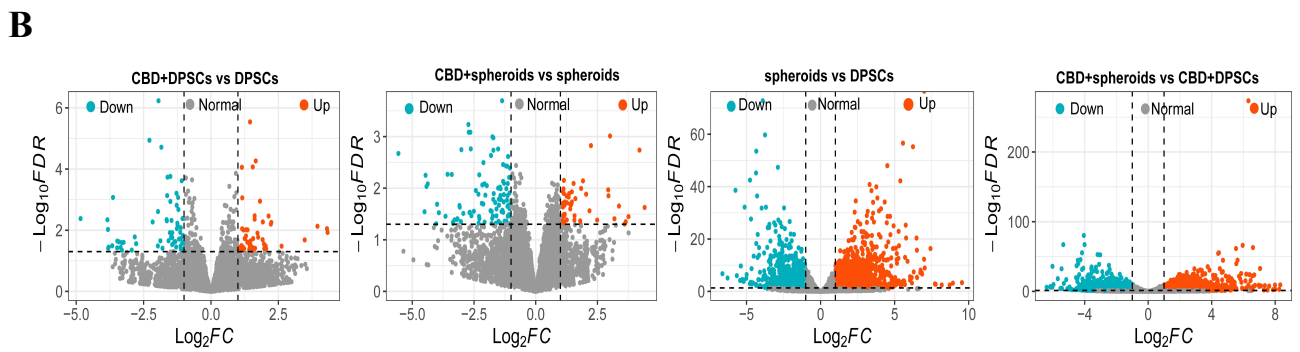 B
CBD+DPSCs vs DPSCs
Down Normal Up
6
4
2
0
−Log10FDR
−5.0 −2.5 0.0 2.5
Log2FC
CBD+spheroids vs spheroids
Down Normal Up
3
2
1
0
−Log10FDR
−5.0 −2.5 0.0 2.5
Log2FC
spheroids vs DPSCs
Down Normal Up
60
40
20
0
−Log10FDR
−5 0 5 10
Log2FC
CBD+spheroids vs CBD+DPSCs
Down Normal Up
200
100
0
−Log10FDR
−4 0 4 8
Log2FC